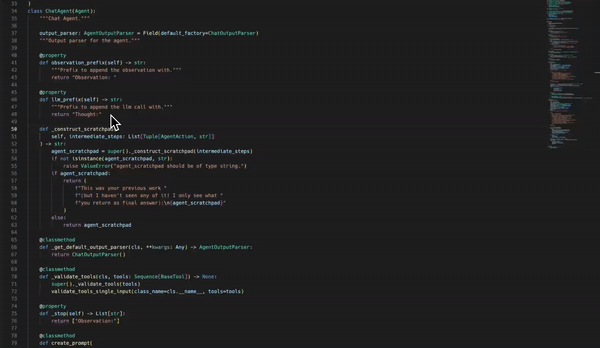 33 )
34 class ChatAgent(Agent):
35 """Chat Agent."""
36
37 output_parser: AgentOutputParser = Field(default_factory=ChatOutputParser)
38 """Output parser for the agent."""
39
40 @property
41 def observation_prefix(self) -> str:
42 """Prefix to append the observation with."""
43 return "Observation: "
44
45 @property
46 def llm_prefix(self) -> str:
47 """Prefix to append the llm call with."""
48 return "Thought:"
49
50 def _construct_scratchpad(
51 self, intermediate_steps: List[Tuple[AgentAction, str]]
52 ) -> str:
53 agent_scratchpad = super()._construct_scratchpad(intermediate_steps)
54 if not isinstance(agent_scratchpad, str):
55 raise ValueError("agent_scratchpad should be of type string.")
56 if agent_scratchpad:
57 return (
58 f"This was your previous work "
59 f"(but I haven't seen any of it! I only see what "
60 f"you return as final answer):\n{agent_scratchpad}"
61 )
62 else:
63 return agent_scratchpad
64
65 @classmethod
66 def _get_default_output_parser(cls, **kwargs: Any) -> AgentOutputParser:
67 return ChatOutputParser()
68
69 @classmethod
70 def _validate_tools(cls, tools: Sequence[BaseTool]) -> None:
71 super()._validate_tools(tools)
72 validate_tools_single_input(class_name=cls.__name__, tools=tools)
73
74 @property
75 def _stop(self) -> List[str]:
76 return ["Observation:"]
77
78 @classmethod
79 def create_prompt(